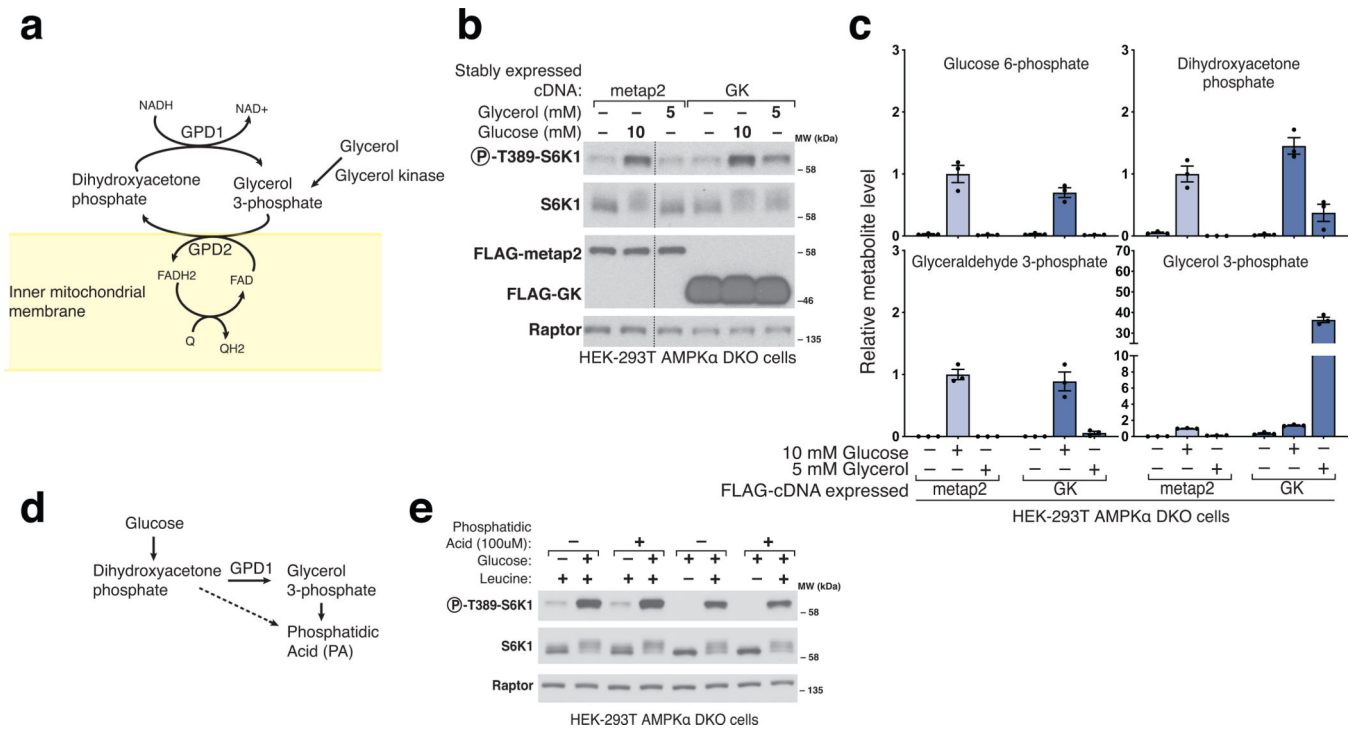 a
NADH
NAD+
GPD1
Glycerol
Glycerol kinase
Dihydroxyacetone
phosphate
Glycerol
3-phosphate
GPD2
FADH2
FAD
Inner mitochondrial
membrane
Q
QH2
b
Stably expressed
cDNA: metap2 GK
Glycerol (mM) – – 5 – – 5
Glucose (mM) – 10 – – 10 –
MW (kDa)
Ⓟ-T389-S6K1
– 58
S6K1
– 58
FLAG-metap2
– 58
FLAG-GK
–46
Raptor
– 135
HEK-293T AMPKα DKO cells
c
Relative metabolite level
3
2
1
0
Glucose 6-phosphate
3
2
1
0
Dihydroxyacetone
phosphate
3
2
1
0
Glyceraldehyde 3-phosphate
70
60
50
40
30
10
8
6
4
2
0
Glycerol 3-phosphate
10 mM Glucose – + – – + – – + – – + –
5 mM Glycerol – – + – – + – – + – – +
FLAG-cDNA expressed metap2 GK metap2 GK
HEK-293T AMPKα DKO cells
d
Glucose
Dihydroxyacetone
phosphate
GPD1
Glycerol
3-phosphate
Phosphatidic
Acid (PA)
e
Phosphatidic
Acid (100uM) – + – +
Glucose: – + – + + + + +
Leucine: + + + + – + – +
MW (kDa)
Ⓟ-T389-S6K1
– 58
S6K1
– 58
Raptor
– 135
HEK-293T AMPKα DKO cells